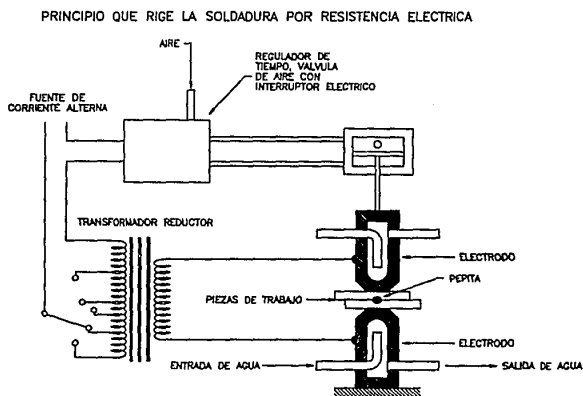 PRINCIPIO QUE RIGE LA SOLDADURA POR RESISTENCIA ELECTRICA
AIRE
REGULADOR DE
TIEMPO, VALVULA
DE AIRE CON
INTERRUPTOR ELECTRICO
FUENTE DE
CORRIENTE ALTERNA
TRANSFORMADOR REDUCTOR
ELECTRODO
PEPITA
PIEZAS DE TRABAJO
ELECTRODO
ENTRADA DE AGUA
SALIDA DE AGUA